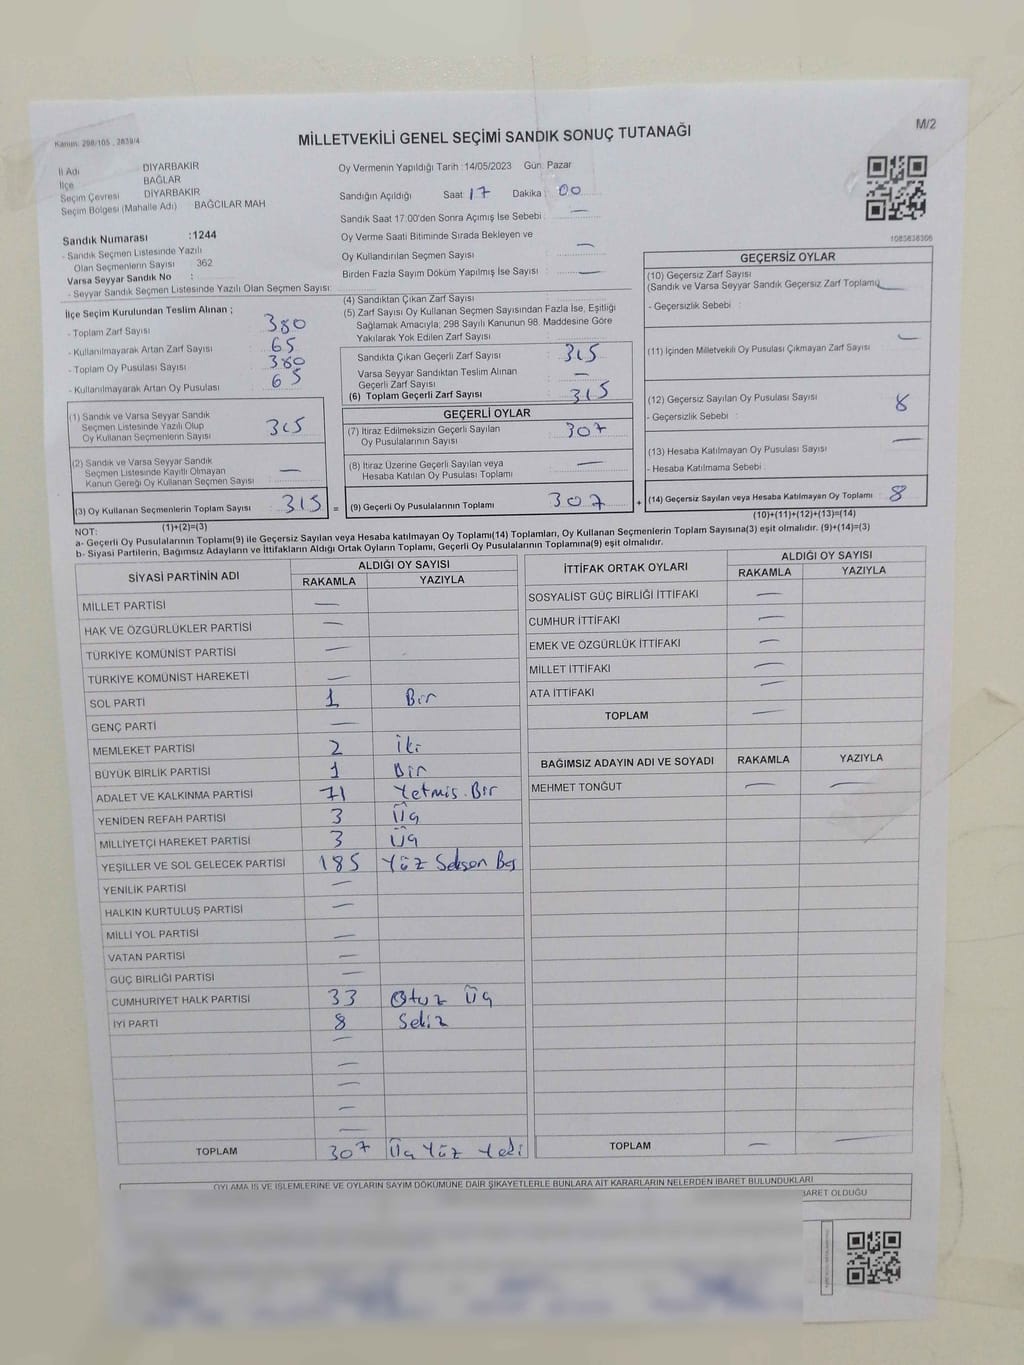 Kanun: 298/105, 2839/4
MİLLETVEKİLİ GENEL SEÇİMİ SANDIK SONUÇ TUTANAĞI
M/2
İl Adı DİYARBAKIR
İlçe BAĞLAR
Seçim Çevresi DİYARBAKIR
Seçim Bölgesi (Mahalle Adı) BAĞCILAR MAH
Oy Vermenin Yapıldığı Tarih :14/05/2023 Gün: Pazar
Sandığın Açıldığı Saat 17 Dakika : 00
Sandık Saat 17:00'den Sonra Açımış İse Sebebi : —
Oy Verme Saati Bitiminde Sırada Bekleyen ve
Oy Kullandırılan Seçmen Sayısı : —
Birden Fazla Sayım Döküm Yapılmış İse Sayısı : —
1083638306
Sandık Numarası :1244
- Sandık Seçmen Listesinde Yazılı
Olan Seçmenlerin Sayısı : 362
Varsa Seyyar Sandık No :
- Seyyar Sandık Seçmen Listesinde Yazılı Olan Seçmen Sayısı:
İlçe Seçim Kurulundan Teslim Alınan ;
- Toplam Zarf Sayısı : 380
- Kullanılmayarak Artan Zarf Sayısı : 65
- Toplam Oy Pusulası Sayısı : 380
- Kullanılmayarak Artan Oy Pusulası : 65
(4) Sandıktan Çıkan Zarf Sayısı :
(5) Zarf Sayısı Oy Kullanan Seçmen Sayısından Fazla İse, Eşitliği
Sağlamak Amacıyla; 298 Sayılı Kanunun 98. Maddesine Göre
Yakılarak Yok Edilen Zarf Sayısı :
Sandıkta Çıkan Geçerli Zarf Sayısı : 315
Varsa Seyyar Sandıktan Teslim Alınan
Geçerli Zarf Sayısı : —
(6) Toplam Geçerli Zarf Sayısı : 315
GEÇERSİZ OYLAR
(10) Geçersiz Zarf Sayısı
(Sandık ve Varsa Seyyar Sandık Geçersiz Zarf Toplamı) —
- Geçersizlik Sebebi :
(11) İçinden Milletvekili Oy Pusulası Çıkmayan Zarf Sayısı —
(12) Geçersiz Sayılan Oy Pusulası Sayısı : 8
- Geçersizlik Sebebi :
(13) Hesaba Katılmayan Oy Pusulası Sayısı : —
- Hesaba Katılmama Sebebi :
(14) Geçersiz Sayılan veya Hesaba Katılmayan Oy Toplamı : 8
(10)+(11)+(12)+(13)=(14)
(1) Sandık ve Varsa Seyyar Sandık
Seçmen Listesinde Yazılı Olup
Oy Kullanan Seçmenlerin Sayısı : 315
(2) Sandık ve Varsa Seyyar Sandık
Seçmen Listesinde Kayıtlı Olmayan
Kanun Gereği Oy Kullanan Seçmen Sayısı : —
(3) Oy Kullanan Seçmenlerin Toplam Sayısı : 315 =
(1)+(2)=(3)
GEÇERLİ OYLAR
(7) İtiraz Edilmeksizin Geçerli Sayılan
Oy Pusulalarının Sayısı : 307
(8) İtiraz Üzerine Geçerli Sayılan veya
Hesaba Katılan Oy Pusulası Toplamı : —
(9) Geçerli Oy Pusulalarının Toplamı : 307 +
NOT:
a- Geçerli Oy Pusulalarının Toplamı(9) ile Geçersiz Sayılan veya Hesaba katılmayan Oy Toplamı(14) Toplamları, Oy Kullanan Seçmenlerin Toplam Sayısına(3) eşit olmalıdır. (9)+(14)=(3)
b- Siyasi Partilerin, Bağımsız Adayların ve İttifakların Aldığı Ortak Oyların Toplamı, Geçerli Oy Pusulalarının Toplamına(9) eşit olmalıdır.
SİYASİ PARTİNİN ADI ALDIĞI OY SAYISI
RAKAMLA YAZIYLA
MİLLET PARTİSİ —
HAK VE ÖZGÜRLÜKLER PARTİSİ —
TÜRKİYE KOMÜNİST PARTİSİ —
TÜRKİYE KOMÜNİST HAREKETİ —
SOL PARTİ 1 Bir
GENÇ PARTİ —
MEMLEKET PARTİSİ 2 İki
BÜYÜK BİRLİK PARTİSİ 1 Bir
ADALET VE KALKINMA PARTİSİ 71 Yetmiş Bir
YENİDEN REFAH PARTİSİ 3 Üç
MİLLİYETÇİ HAREKET PARTİSİ 3 Üç
YEŞİLLER VE SOL GELECEK PARTİSİ 185 Yüz Seksen Beş
YENİLİK PARTİSİ —
HALKIN KURTULUŞ PARTİSİ —
MİLLİ YOL PARTİSİ —
VATAN PARTİSİ —
GÜÇ BİRLİĞİ PARTİSİ —
CUMHURİYET HALK PARTİSİ 33 Otuz Üç
İYİ PARTİ 8 Sekiz
—
—
—
—
—
TOPLAM 307 Üç Yüz Yedi
İTTİFAK ORTAK OYLARI ALDIĞI OY SAYISI
RAKAMLA YAZIYLA
SOSYALİST GÜÇ BİRLİĞİ İTTİFAKI —
CUMHUR İTTİFAKI —
EMEK VE ÖZGÜRLÜK İTTİFAKI —
MİLLET İTTİFAKI —
ATA İTTİFAKI —
TOPLAM —
BAĞIMSIZ ADAYIN ADI VE SOYADI RAKAMLA YAZIYLA
MEHMET TONĞUT — —
TOPLAM — —
OYLAMA İŞ VE İŞLEMLERİNE VE OYLARIN SAYIM DÖKÜMÜNE DAİR ŞİKAYETLERLE BUNLARA AİT KARARLARIN NELERDEN İBARET BULUNDUKLARI
BARET OLDUĞU